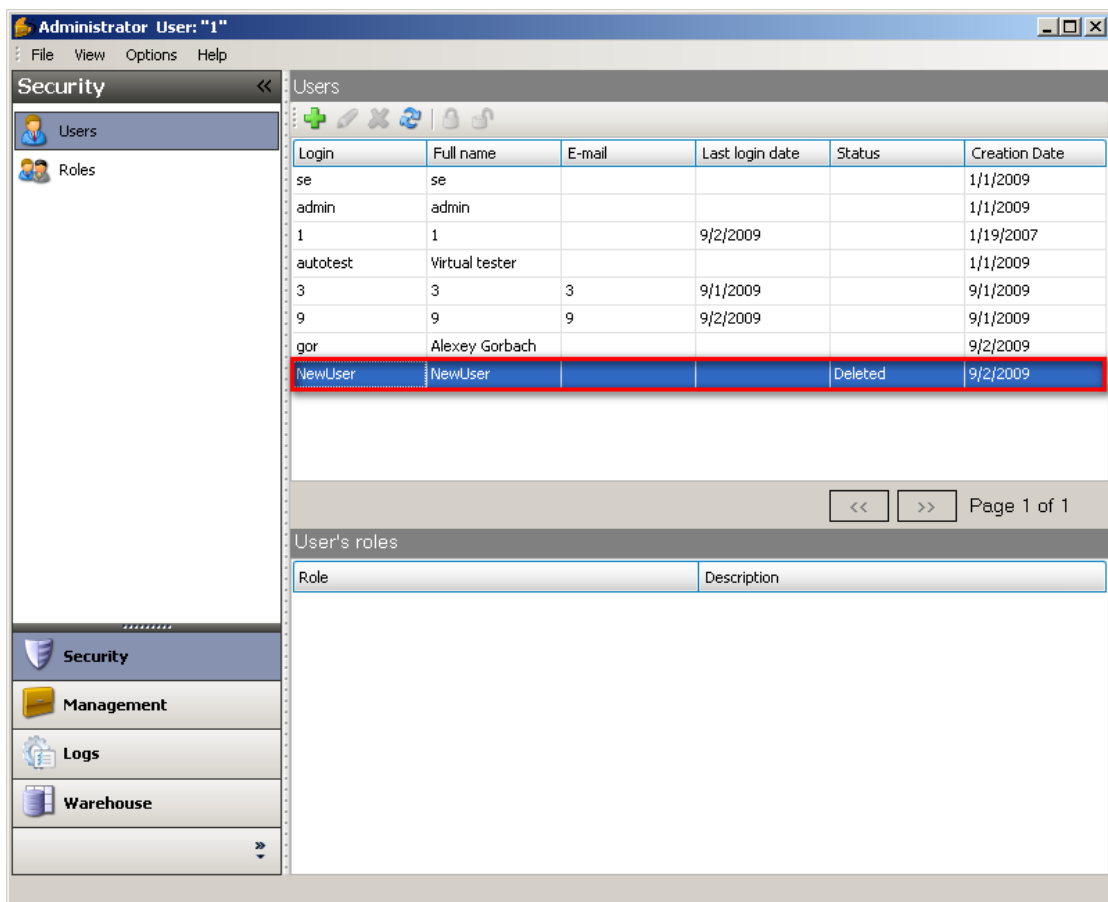 Administrator User: "1"
File View Options Help
Security «
Users
Roles
Users
Login Full name E-mail Last login date Status Creation Date
se se 1/1/2009
admin admin 1/1/2009
1 1 9/2/2009 1/19/2007
autotest Virtual tester 1/1/2009
3 3 3 9/1/2009 9/1/2009
9 9 9 9/2/2009 9/1/2009
gor Alexey Gorbach 9/2/2009
NewUser NewUser Deleted 9/2/2009
<< >> Page 1 of 1
User's roles
Role Description
Security
Management
Logs
Warehouse
»